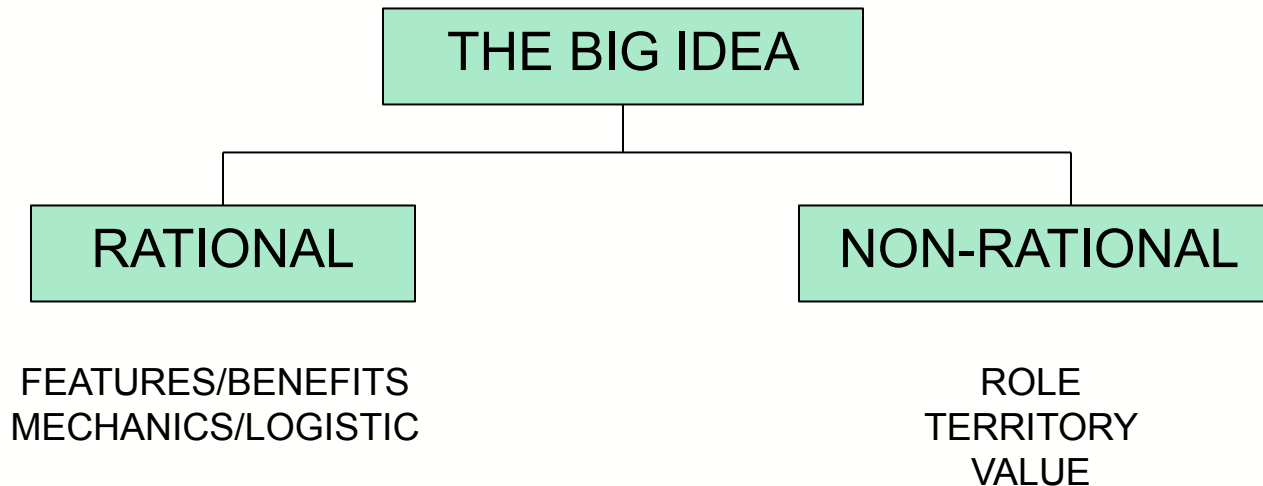 THE BIG IDEA
RATIONAL
NON-RATIONAL
FEATURES/BENEFITS
MECHANICS/LOGISTIC
ROLE
TERRITORY
VALUE